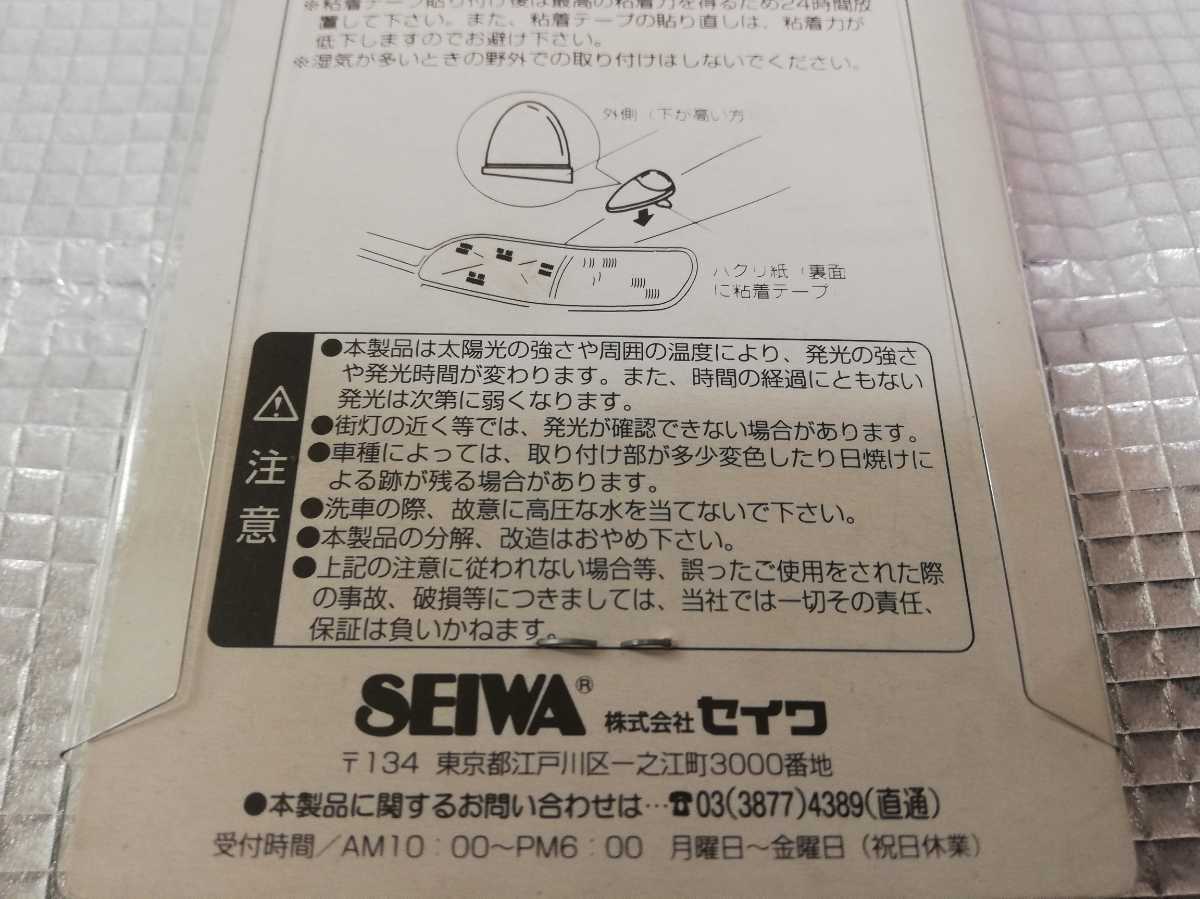 ※粘着テープ貼り付け後は最高の粘着力を得るため24時間放
置して下さい。また、粘着テープの貼り直しは、粘着力が
低下しますのでお避け下さい。
※湿気が多いときの野外での取り付けはしないでください。
外側（下が高い方）
ハクリ紙（裏面
に粘着テープ
注意
●本製品は太陽光の強さや周囲の温度により、発光の強さ
や発光時間が変わります。また、時間の経過にともない
発光は次第に弱くなります。
●街灯の近く等では、発光が確認できない場合があります。
●車種によっては、取り付け部が多少変色したり日焼けに
よる跡が残る場合があります。
●洗車の際、故意に高圧な水を当てないで下さい。
●本製品の分解、改造はおやめ下さい。
●上記の注意に従われない場合等、誤ったご使用をされた際
の事故、破損等につきましては、当社では一切その責任、
保証は負いかねます。
SEIWA® 株式会社 セイワ
〒134 東京都江戸川区一之江町3000番地
●本製品に関するお問い合わせは…☎03(3877)4389(直通)
受付時間／AM10：00〜PM6：00 月曜日〜金曜日（祝日休業）